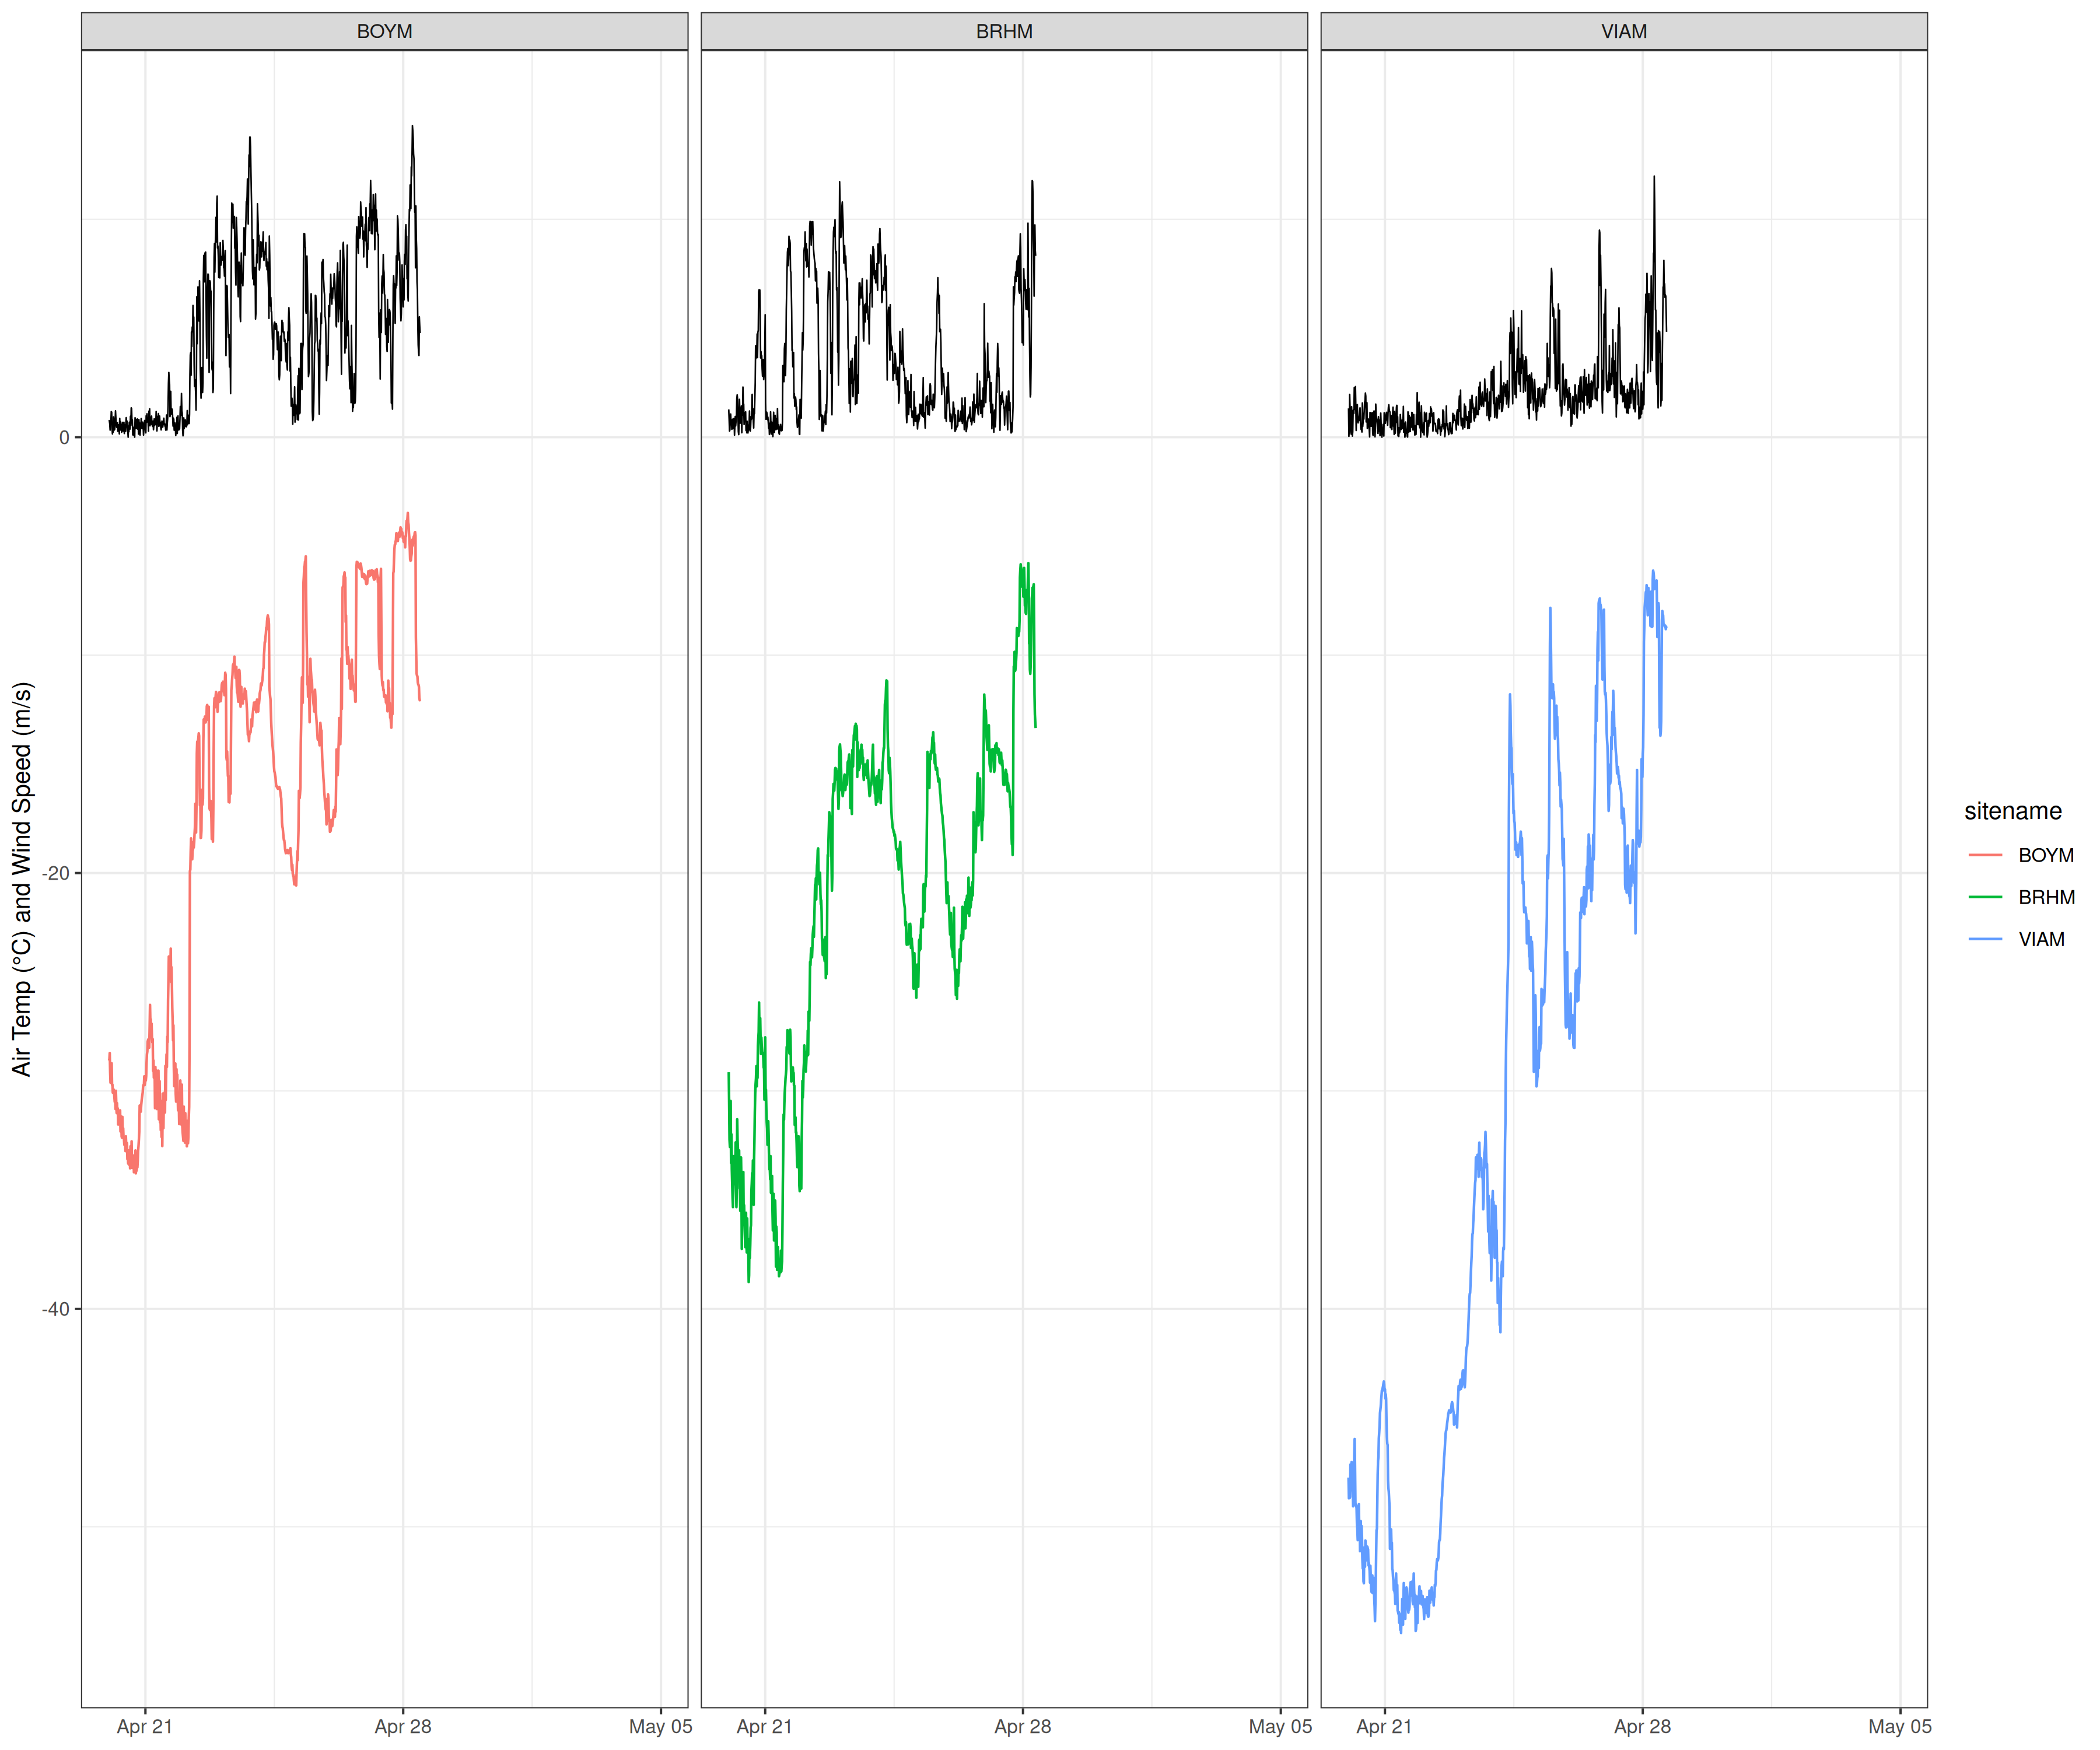 BOYM
BRHM
VIAM
Air Temp (°C) and Wind Speed (m/s)
0
-20
-40
Apr 21
Apr 28
May 05
Apr 21
Apr 28
May 05
Apr 21
Apr 28
May 05
sitename
BOYM
BRHM
VIAM